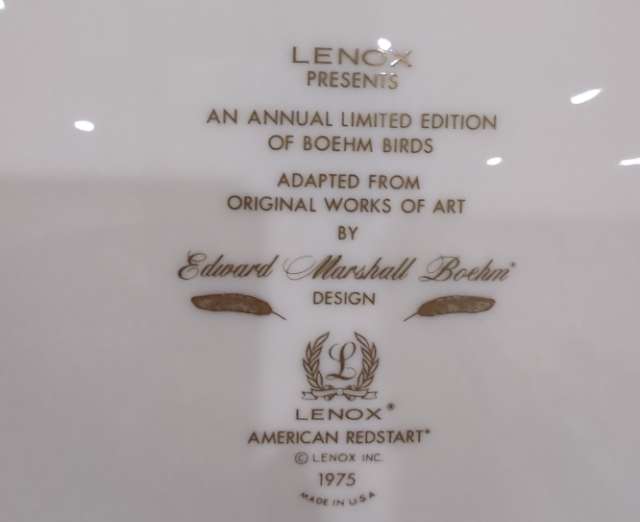 LENOX
PRESENTS
AN ANNUAL LIMITED EDITION
OF BOEHM BIRDS
ADAPTED FROM
ORIGINAL WORKS OF ART
BY
Edward Marshall Boehm*
DESIGN
L
LENOX®
AMERICAN REDSTART*
© LENOX INC.
1975
MADE IN U.S.A.